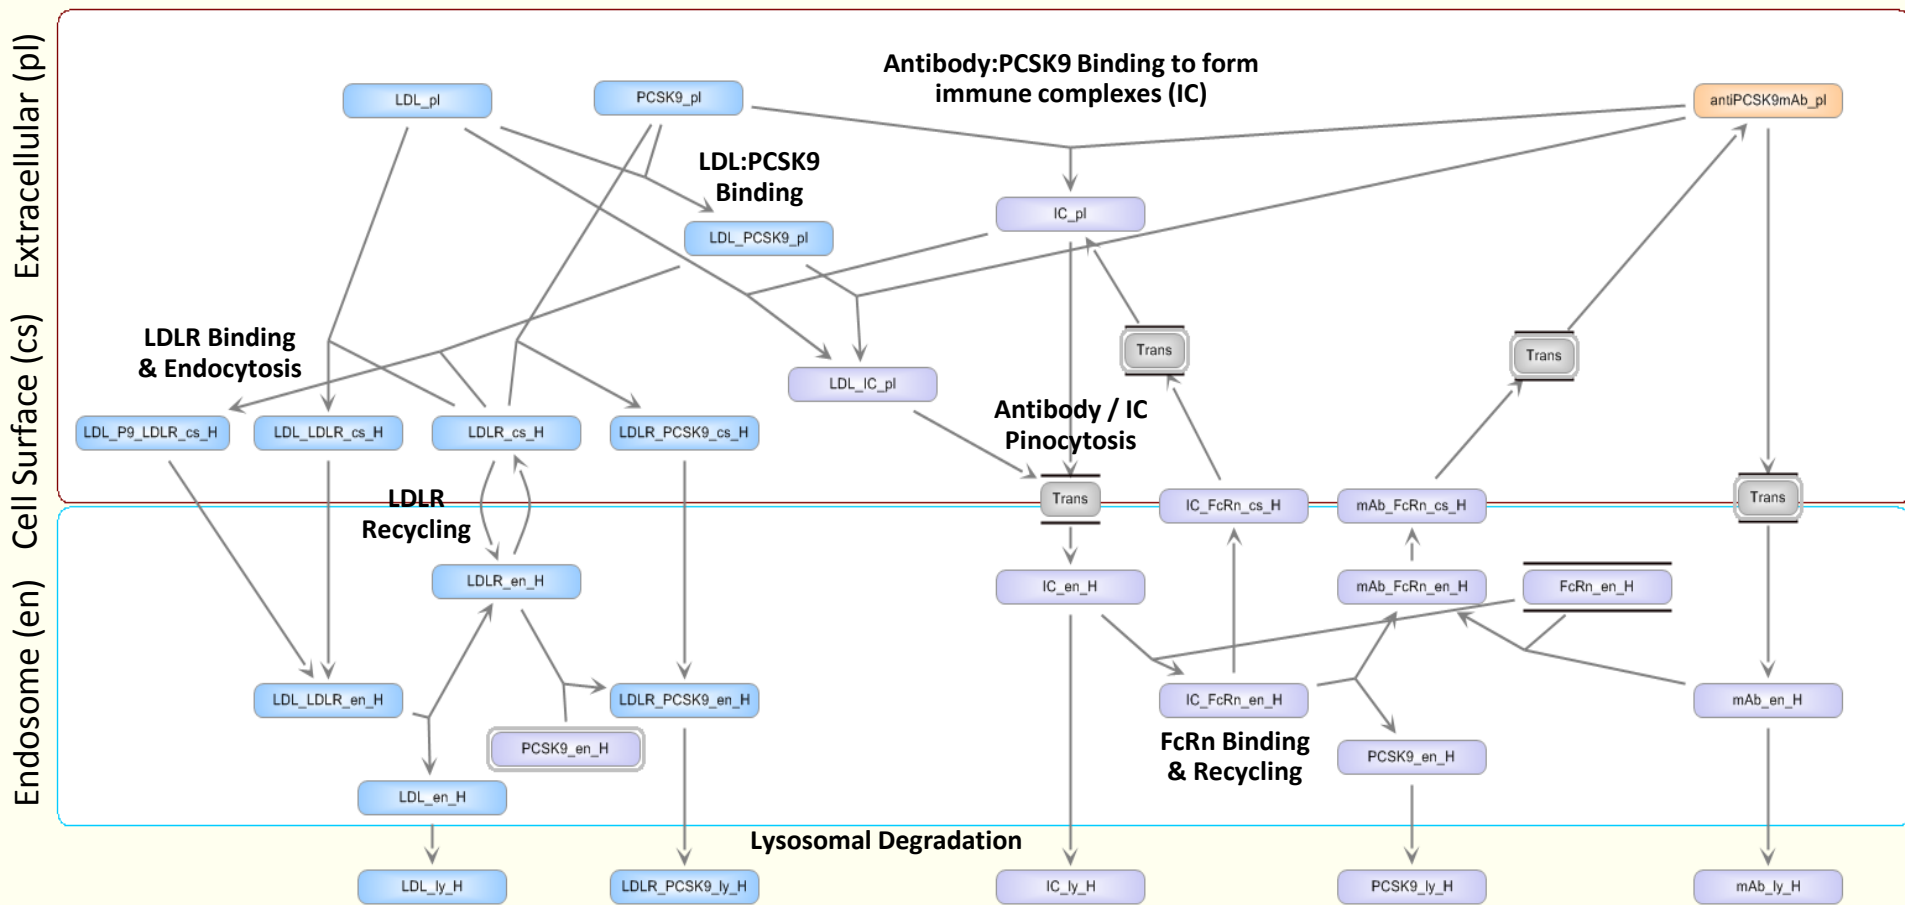 Extracellular (pl)
Cell Surface (cs)
Endosome (en)
Antibody:PCSK9 Binding to form
immune complexes (IC)
LDL_pl
PCSK9_pl
antiPCSK9mAb_pl
LDL:PCSK9
Binding
IC_pl
LDL_PCSK9_pl
LDLR Binding
& Endocytosis
Trans
Trans
LDL_IC_pl
Antibody / IC
Pinocytosis
LDL_P9_LDLR_cs_H
LDL_LDLR_cs_H
LDLR_cs_H
LDLR_PCSK9_cs_H
LDLR
Recycling
Trans
IC_FcRn_cs_H
mAb_FcRn_cs_H
Trans
LDLR_en_H
IC_en_H
mAb_FcRn_en_H
FcRn_en_H
LDL_LDLR_en_H
LDLR_PCSK9_en_H
IC_FcRn_en_H
mAb_en_H
PCSK9_en_H
FcRn Binding
& Recycling
PCSK9_en_H
LDL_en_H
Lysosomal Degradation
LDL_ly_H
LDLR_PCSK9_ly_H
IC_ly_H
PCSK9_ly_H
mAb_ly_H